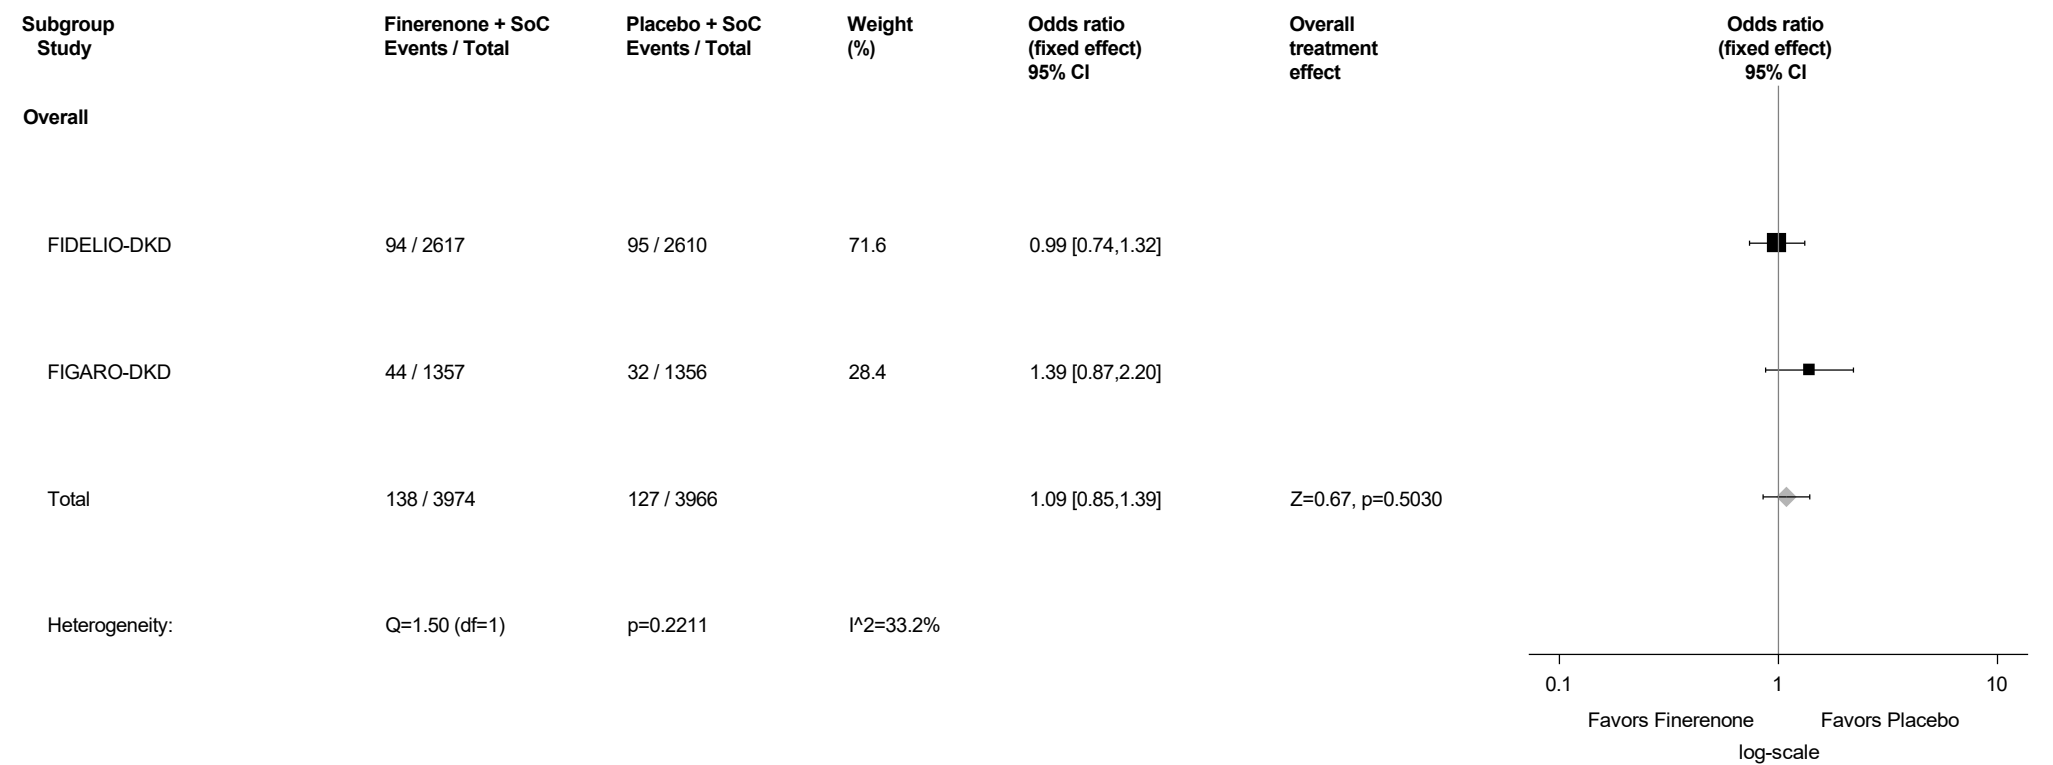 Subgroup Finerenone + SoC Placebo + SoC Weight Odds ratio Overall Odds ratio
Study Events / Total Events / Total (%) (fixed effect) treatment (fixed effect)
95% CI effect 95% CI
Overall
FIDELIO-DKD 94 / 2617 95 / 2610 71.6 0.99 [0.74,1.32]
FIGARO-DKD 44 / 1357 32 / 1356 28.4 1.39 [0.87,2.20]
Total 138 / 3974 127 / 3966 1.09 [0.85,1.39] Z=0.67, p=0.5030
Heterogeneity: Q=1.50 (df=1) p=0.2211 I^2=33.2%
0.1 1 10
Favors Finerenone Favors Placebo
log-scale